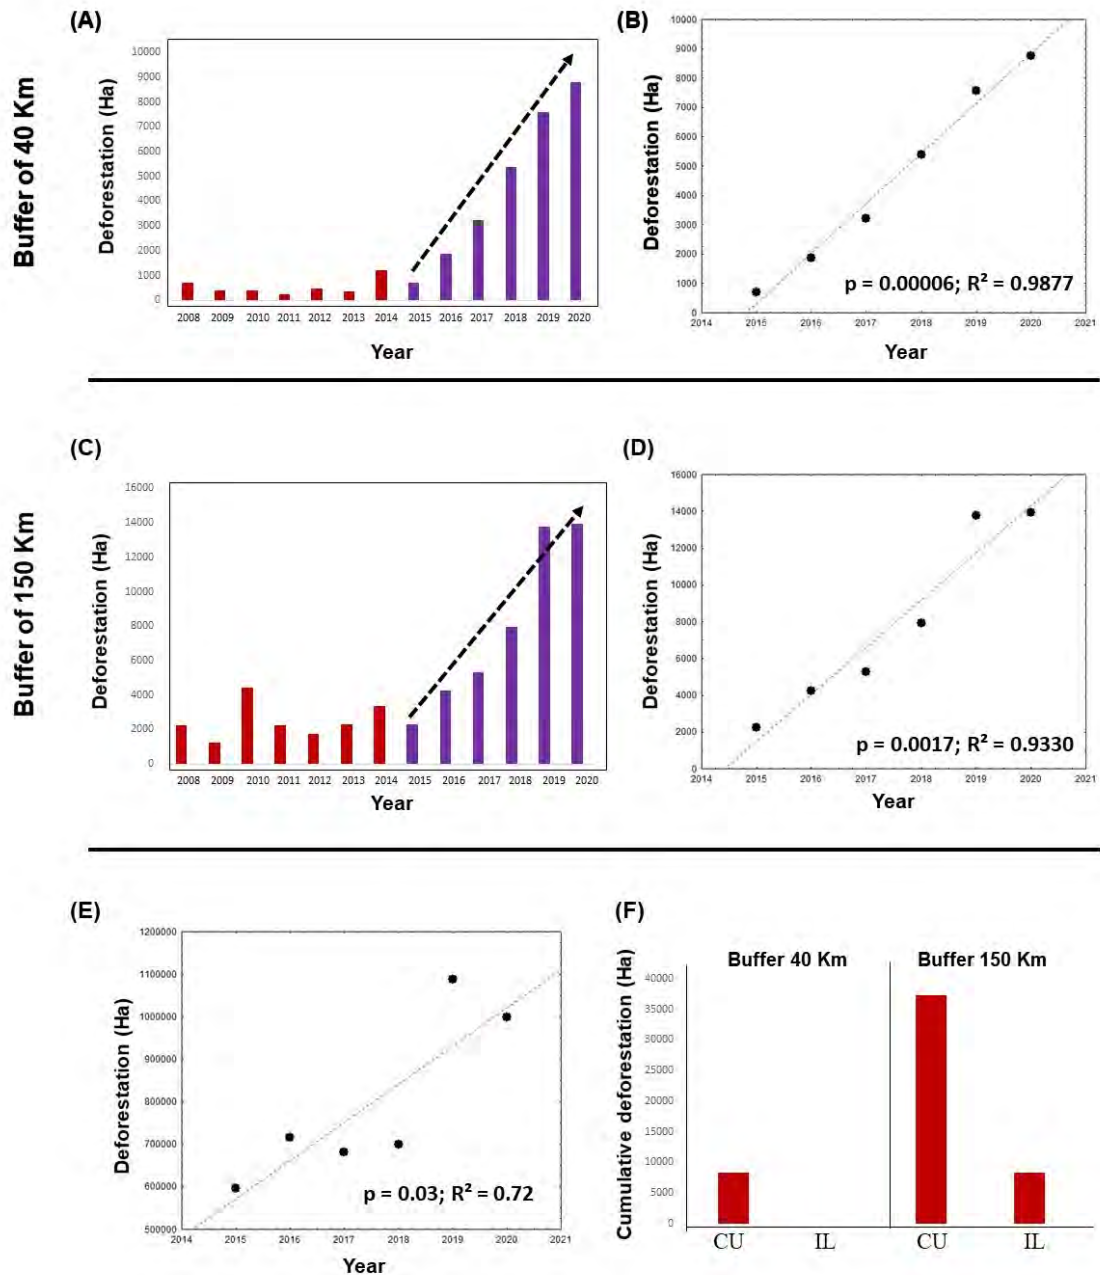 (A)
(B)
Buffer of 40 Km
Deforestation (Ha)
10000
9000
8000
7000
6000
5000
4000
3000
2000
1000
0
2008 2009 2010 2011 2012 2013 2014 2015 2016 2017 2018 2019 2020
Year
Deforestation (Ha)
10000
9000
8000
7000
6000
5000
4000
3000
2000
1000
0
p = 0.00006; R² = 0.9877
2014 2015 2016 2017 2018 2019 2020 2021
Year
(C)
(D)
Buffer of 150 Km
Deforestation (Ha)
16000
14000
12000
10000
8000
6000
4000
2000
0
2008 2009 2010 2011 2012 2013 2014 2015 2016 2017 2018 2019 2020
Year
Deforestation (Ha)
16000
14000
12000
10000
8000
6000
4000
2000
0
p = 0.0017; R² = 0.9330
2014 2015 2016 2017 2018 2019 2020 2021
Year
(E)
(F)
Deforestation (Ha)
1200000
1100000
1000000
900000
800000
700000
600000
500000
p = 0.03; R² = 0.72
2014 2015 2016 2017 2018 2019 2020 2021
Year
Cumulative deforestation (Ha)
Buffer 40 Km Buffer 150 Km
40000
35000
30000
25000
20000
15000
10000
5000
0
CU IL CU IL